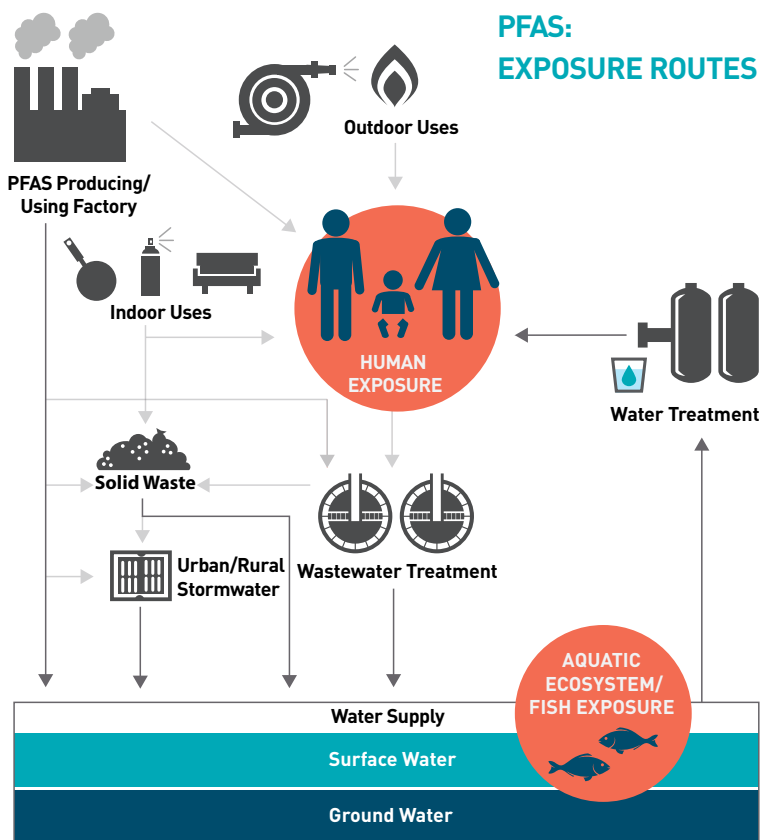 PFAS:
EXPOSURE ROUTES
Outdoor Uses
PFAS Producing/
Using Factory
Indoor Uses
HUMAN
EXPOSURE
Water Treatment
Solid Waste
Urban/Rural
Stormwater
Wastewater Treatment
AQUATIC
ECOSYSTEM/
FISH EXPOSURE
Water Supply
Surface Water
Ground Water